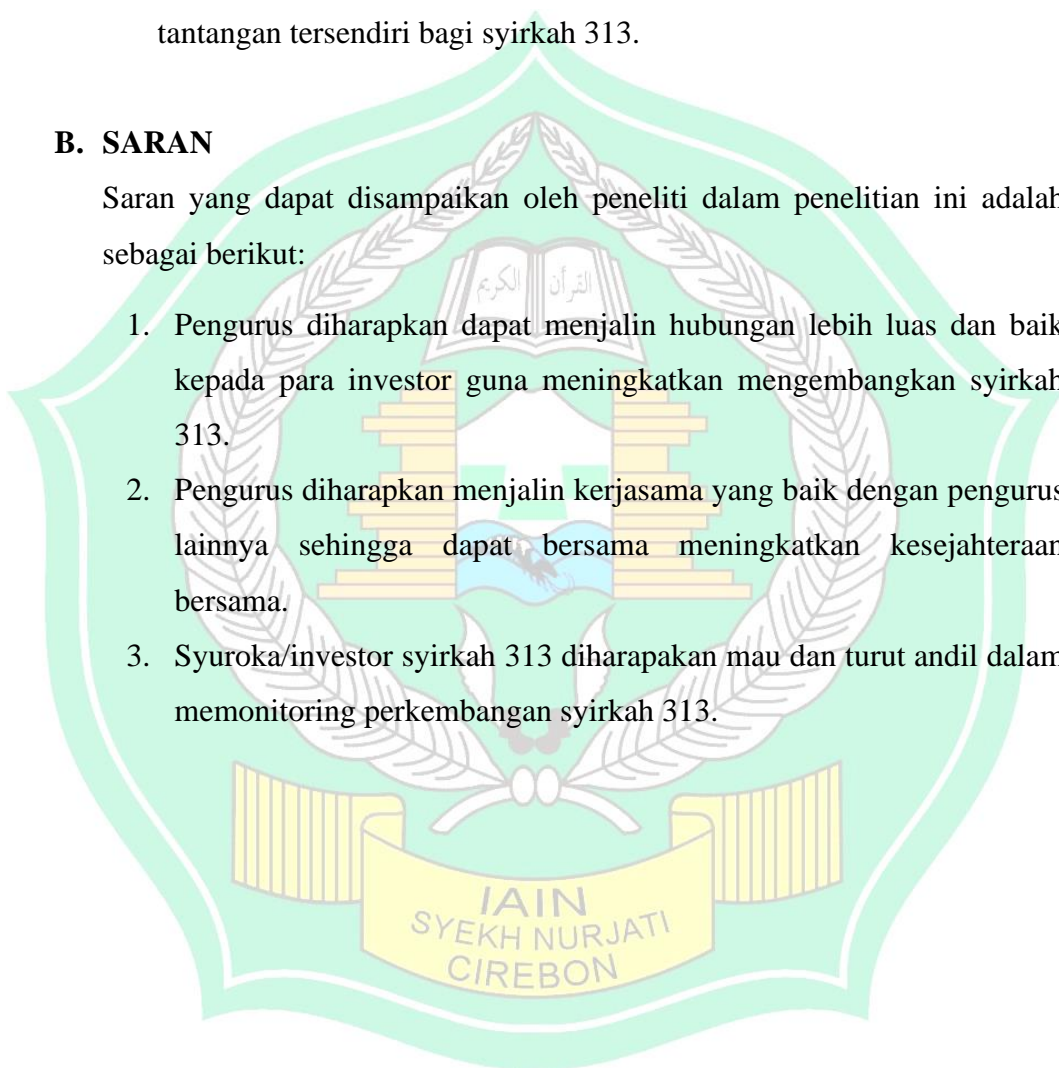 tantangan tersendiri bagi syirkah 313.
B. SARAN
Saran yang dapat disampaikan oleh peneliti dalam penelitian ini adalah
sebagai berikut:
القرآن الكريم
1. Pengurus diharapkan dapat menjalin hubungan lebih luas dan baik
kepada para investor guna meningkatkan mengembangkan syirkah
313.
2. Pengurus diharapkan menjalin kerjasama yang baik dengan pengurus
lainnya sehingga dapat bersama meningkatkan kesejahteraan
bersama.
3. Syuroka/investor syirkah 313 diharapakan mau dan turut andil dalam
memonitoring perkembangan syirkah 313.
IAIN
SYEKH NURJATI
CIREBON